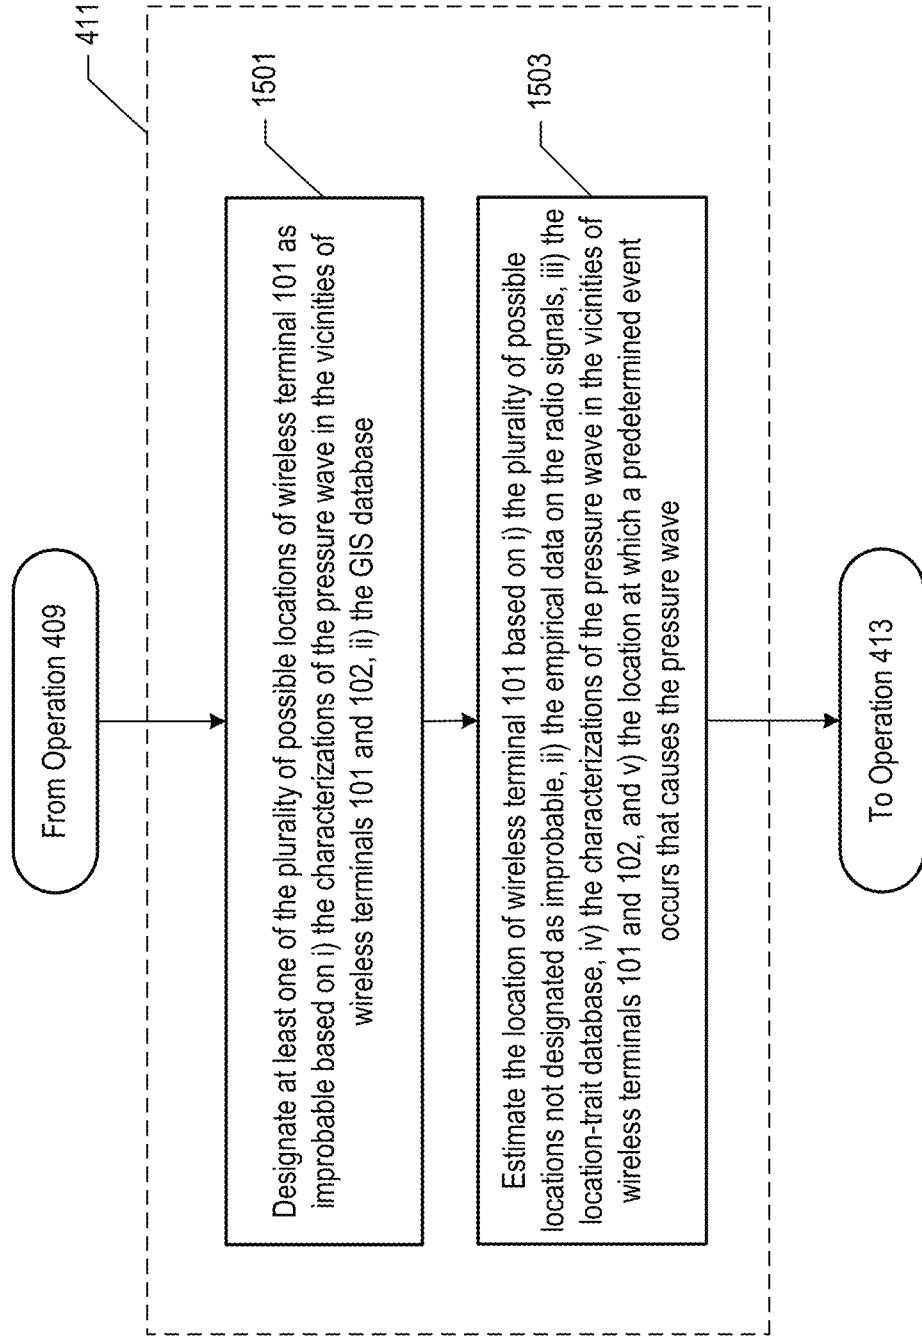 From Operation 409
411
1501
Designate at least one of the plurality of possible locations of wireless terminal 101 as
improbable based on i) the characterizations of the pressure wave in the vicinities of
wireless terminals 101 and 102, ii) the GIS database
1503
Estimate the location of wireless terminal 101 based on i) the plurality of possible
locations not designated as improbable, ii) the empirical data on the radio signals, iii) the
location-trait database, iv) the characterizations of the pressure wave in the vicinities of
wireless terminals 101 and 102, and v) the location at which a predetermined event
occurs that causes the pressure wave
To Operation 413